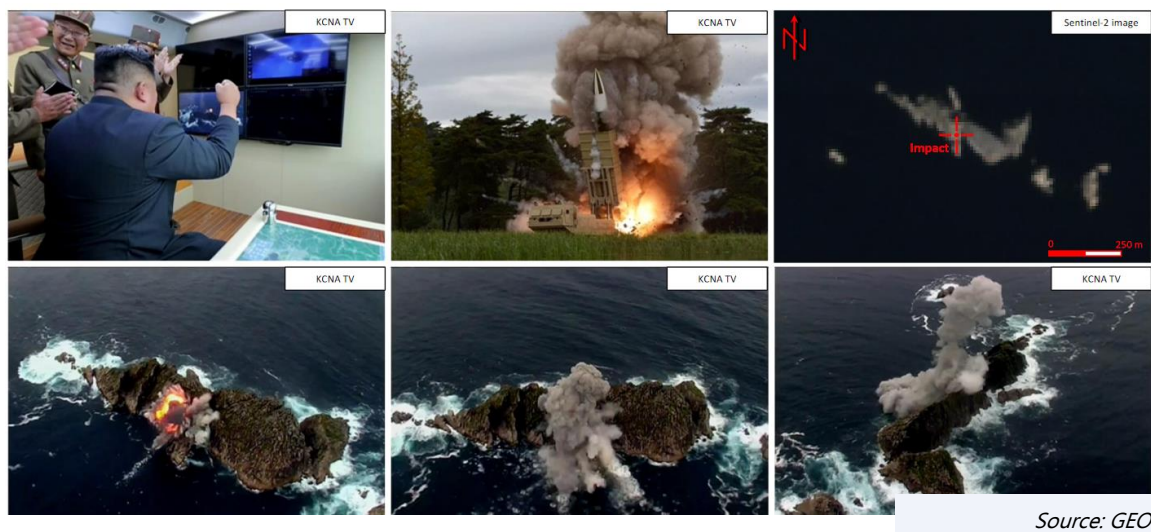 KCNA TV
KCNA TV
Sentinel-2 image
N
Impact
0
250 m
KCNA TV
KCNA TV
KCNA TV
Source: GEO